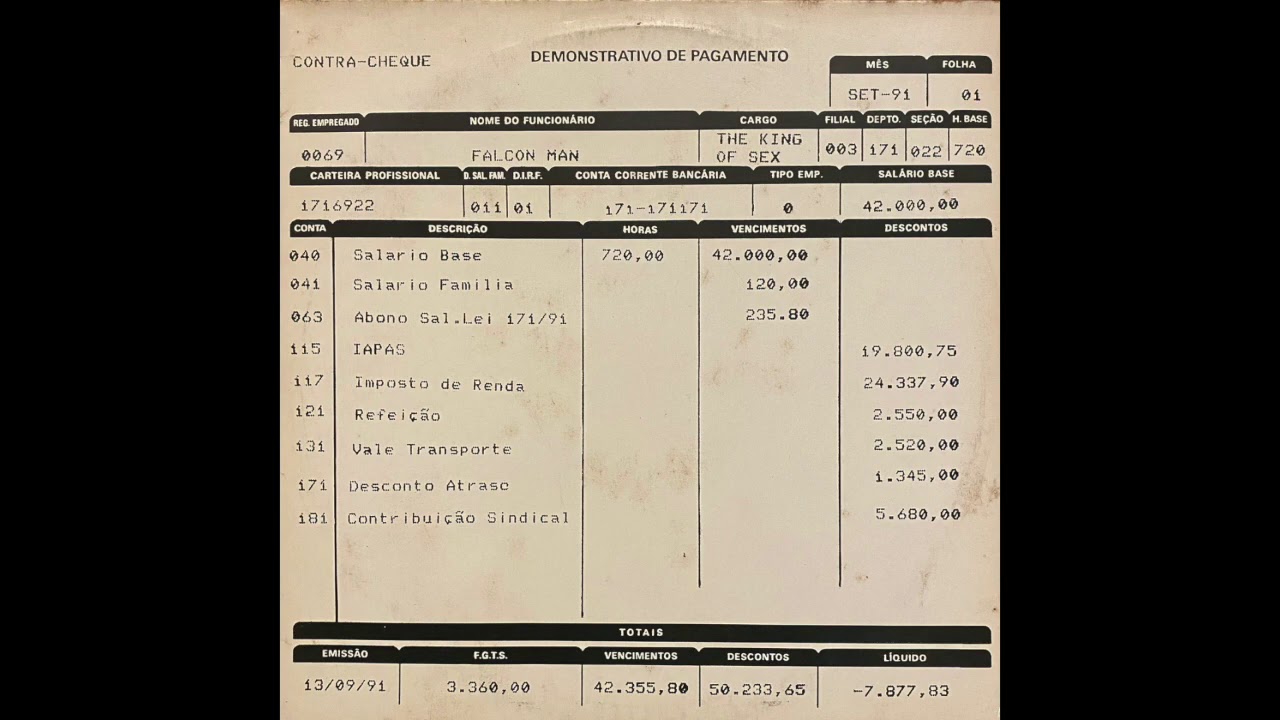 CONTRA-CHEQUE
DEMONSTRATIVO DE PAGAMENTO
MÊS FOLHA
SET-91 01
REG. EMPREGADO NOME DO FUNCIONÁRIO CARGO FILIAL DEPTO. SEÇÃO H. BASE
0069 FALCON MAN THE KING OF SEX 003 171 022 720
CARTEIRA PROFISSIONAL D. SAL. FAM. D.I.R.F. CONTA CORRENTE BANCÁRIA TIPO EMP. SALÁRIO BASE
1716922 011 01 171-171171 0 42.000,00
CONTA DESCRIÇÃO HORAS VENCIMENTOS DESCONTOS
040 Salario Base 720,00 42.000,00
041 Salario Familia 120,00
063 Abono Sal.Lei 171/91 235.80
115 IAPAS 19.800,75
117 Imposto de Renda 24.337,90
121 Refeição 2.550,00
131 Vale Transporte 2.520,00
171 Desconto Atraso 1.345,00
181 Contribuição Sindical 5.680,00
TOTAIS
EMISSÃO F.G.T.S. VENCIMENTOS DESCONTOS LÍQUIDO
13/09/91 3.360,00 42.355,80 50.233,65 -7.877,83